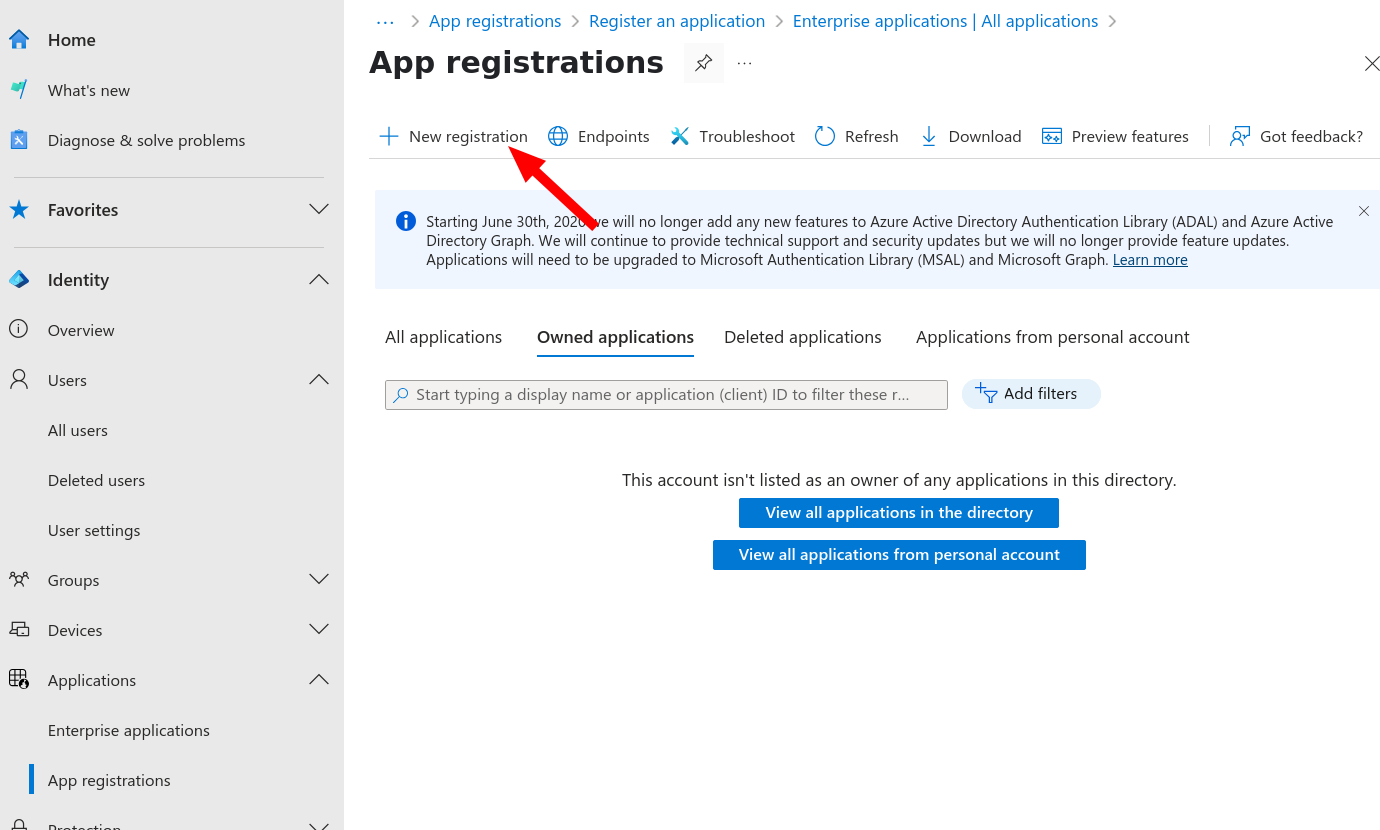 Home
What's new
Diagnose & solve problems
Favorites
Identity
Overview
Users
All users
Deleted users
User settings
Groups
Devices
Applications
Enterprise applications
App registrations
Protection
... > App registrations > Register an application > Enterprise applications | All applications >
App registrations ...
New registration Endpoints Troubleshoot Refresh Download Preview features Got feedback?
Starting June 30th, 2020 we will no longer add any new features to Azure Active Directory Authentication Library (ADAL) and Azure Active
Directory Graph. We will continue to provide technical support and security updates but we will no longer provide feature updates.
Applications will need to be upgraded to Microsoft Authentication Library (MSAL) and Microsoft Graph. Learn more
All applications Owned applications Deleted applications Applications from personal account
Start typing a display name or application (client) ID to filter these r... Add filters
This account isn't listed as an owner of any applications in this directory.
View all applications in the directory
View all applications from personal account